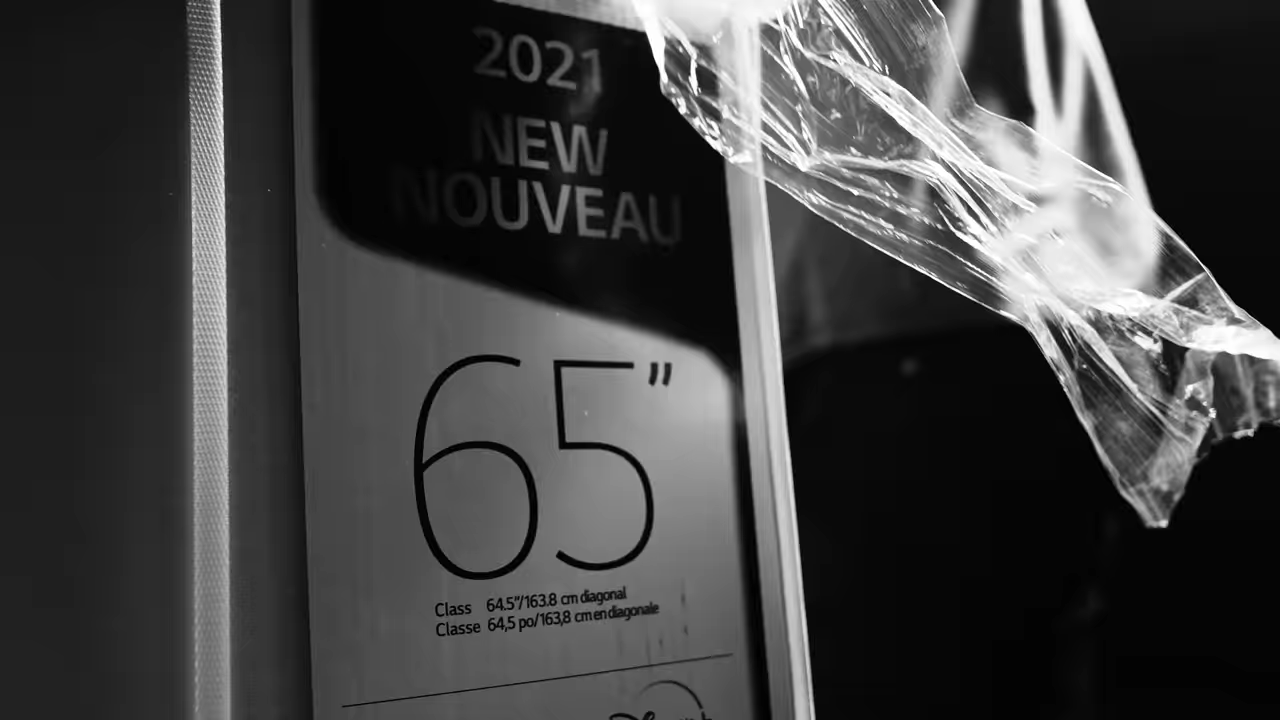 2021
NEW
NOUVEAU
65”
Class 64.5”/163.8 cm diagonal
Classe 64,5 po/163,8 cm en diagonale